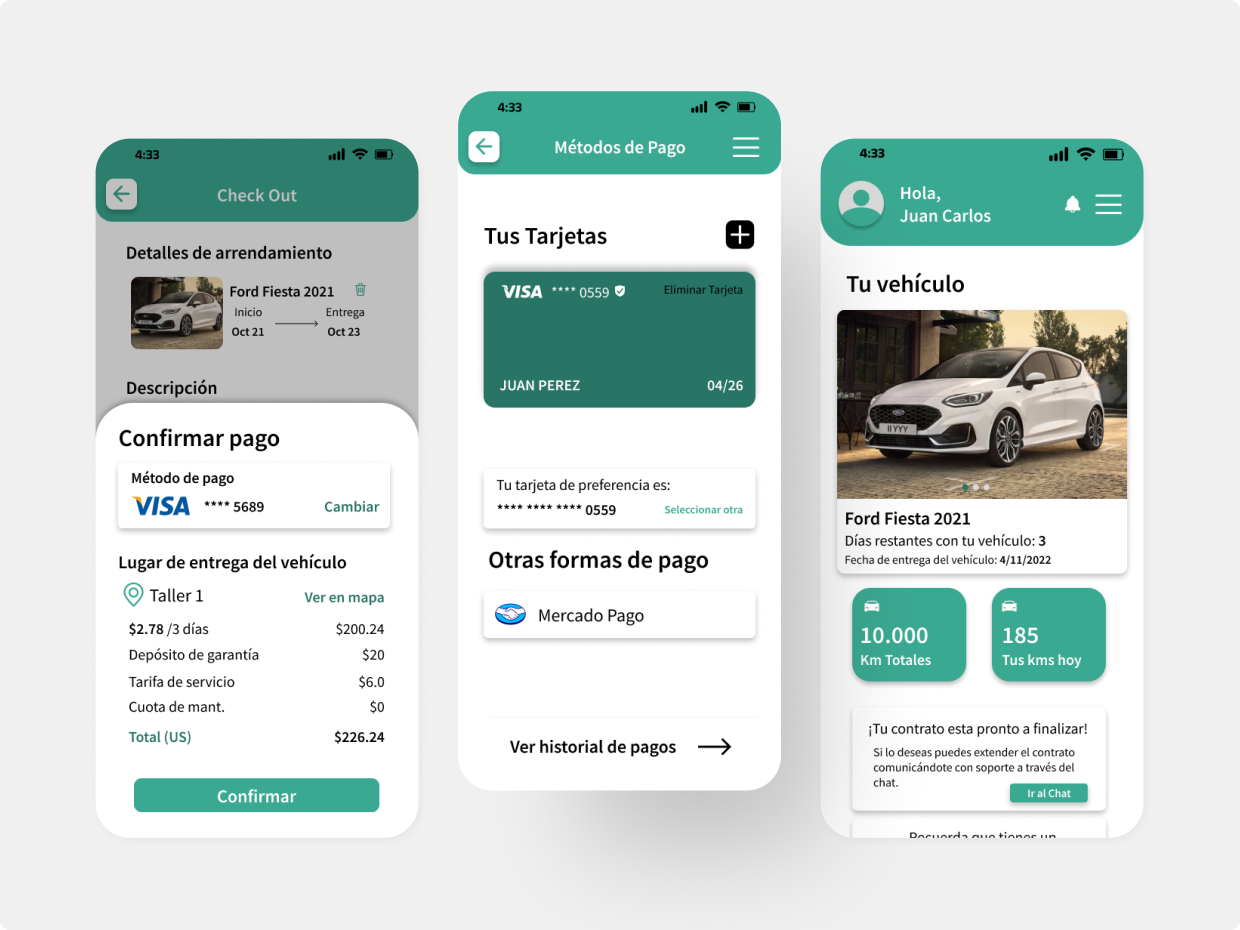 4:33
Check Out
Detalles de arrendamiento
Ford Fiesta 2021
Inicio
Entrega
Oct 21
Oct 23
Descripción
Confirmar pago
Método de pago
VISA **** 5689 Cambiar
Lugar de entrega del vehículo
Taller 1 Ver en mapa
$2.78 /3 días $200.24
Depósito de garantía $20
Tarifa de servicio $6.0
Cuota de mant. $0
Total (US) $226.24
Confirmar
4:33
Métodos de Pago
Tus Tarjetas
VISA **** 0559 Eliminar Tarjeta
JUAN PEREZ 04/26
Tu tarjeta de preferencia es:
**** **** **** 0559 Seleccionar otra
Otras formas de pago
Mercado Pago
Ver historial de pagos
4:33
Hola,
Juan Carlos
Tu vehículo
Ford Fiesta 2021
Días restantes con tu vehículo: 3
Fecha de entrega del vehículo: 4/11/2022
10.000
Km Totales
185
Tus kms hoy
¡Tu contrato esta pronto a finalizar!
Si lo deseas puedes extender el contrato
comunicándote con soporte a través del
chat.
Ir al Chat
Recuerda que tienes un